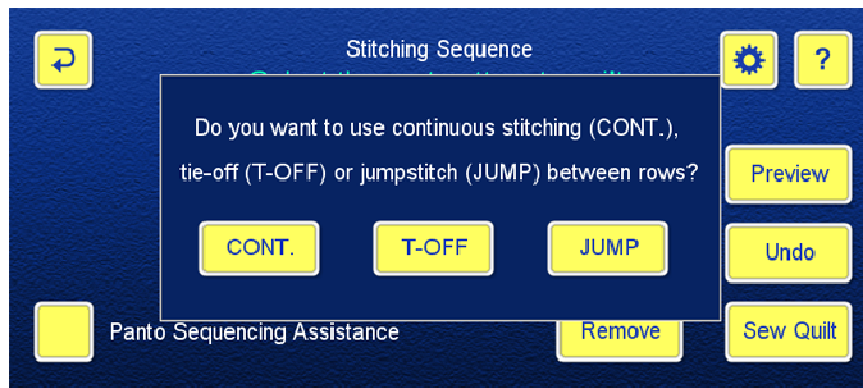 Stitching Sequence
?
Do you want to use continuous stitching (CONT.),
tie-off (T-OFF) or jumpstitch (JUMP) between rows?
Preview
CONT.
T-OFF
JUMP
Undo
Panto Sequencing Assistance
Remove
Sew Quilt